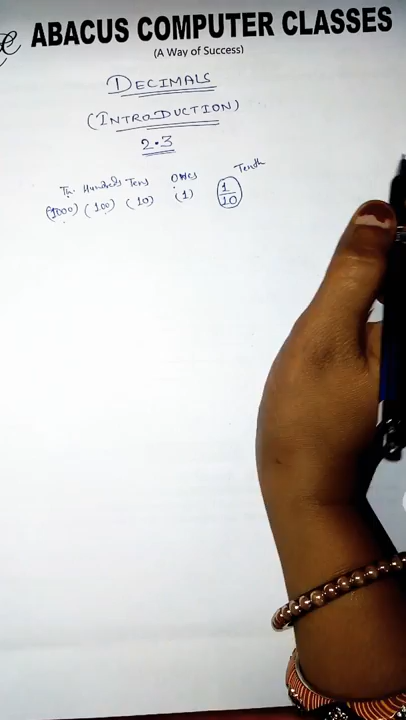 ABACUS COMPUTER CLASSES
(A Way of Success)
DECIMALS
(INTRODUCTION)
2.3
Th. Hundreds Tens Ones Tenth
(1000) (100) (10) (1) 1/10